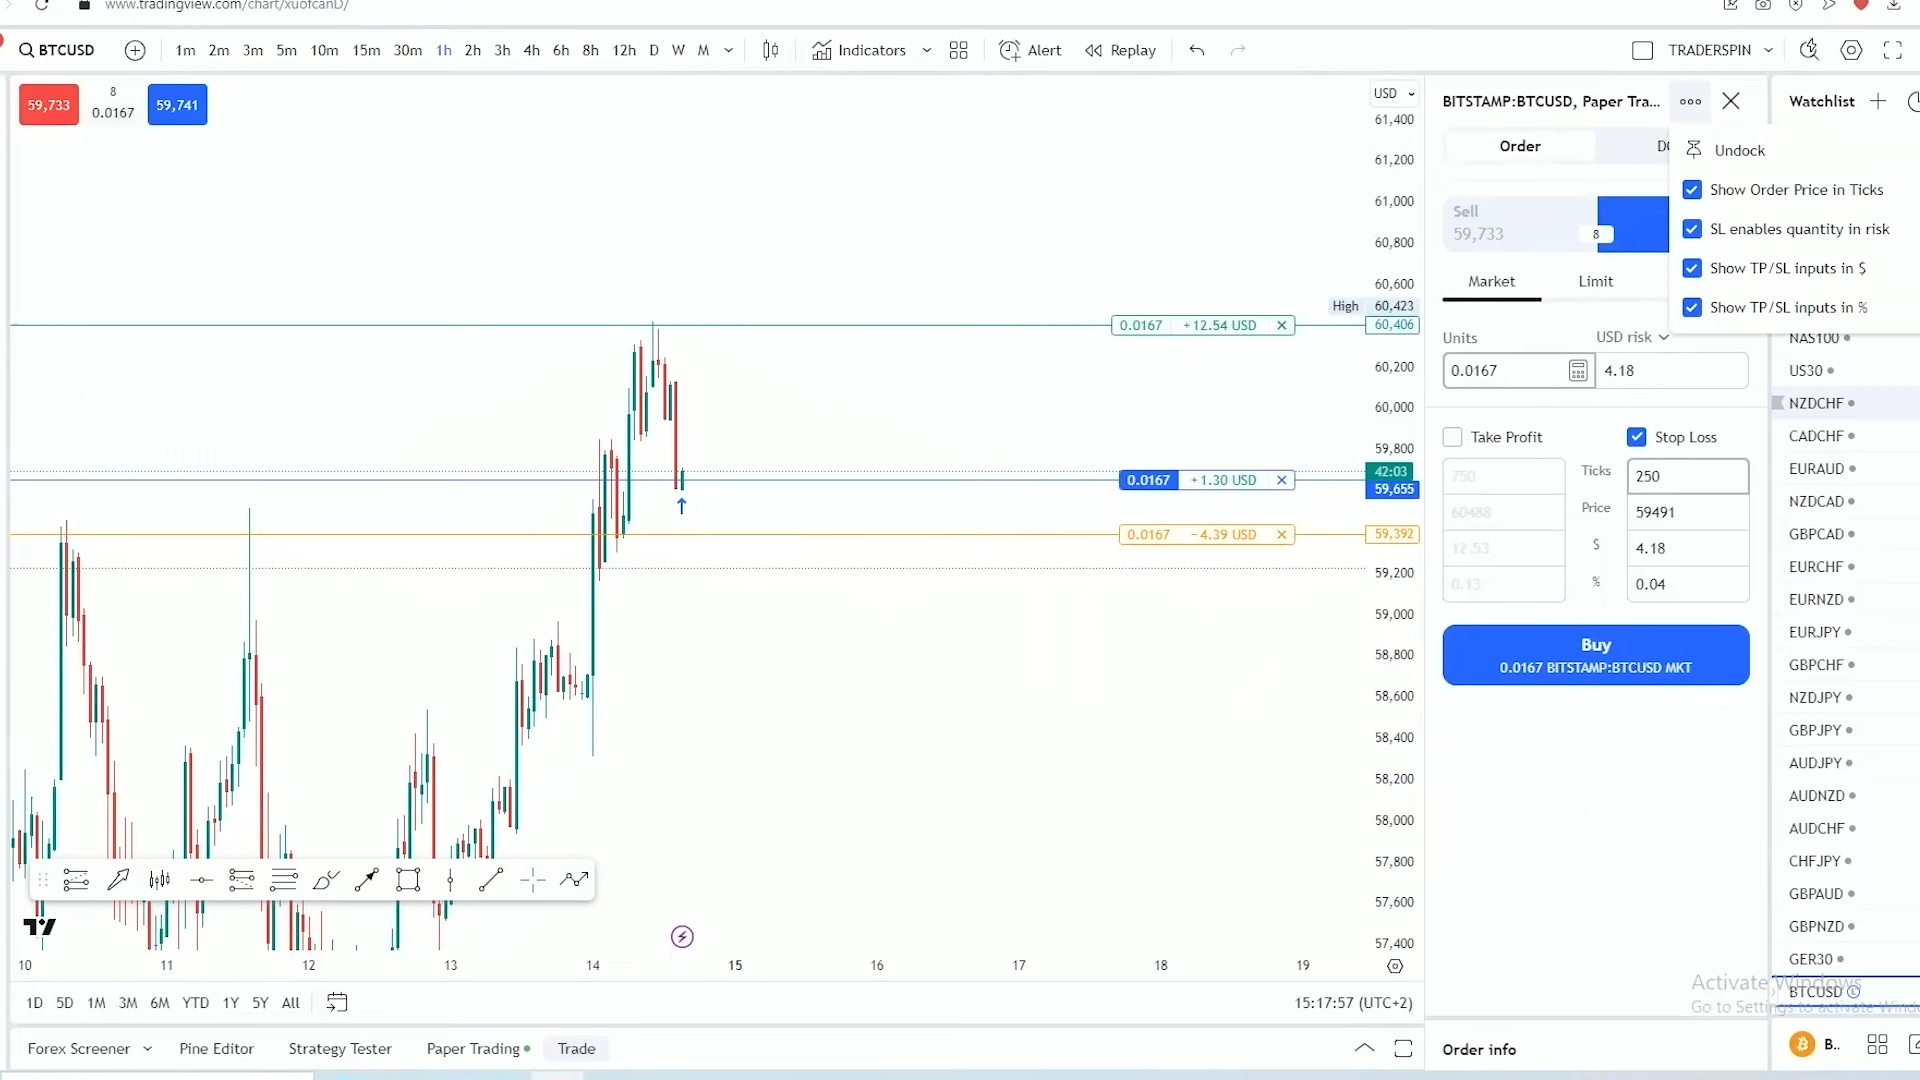 www.tradingview.com/chart/xuofcanD/
BTCUSD 1m 2m 3m 5m 10m 15m 30m 1h 2h 3h 4h 6h 8h 12h D W M Indicators Alert Replay TRADERSPIN
59,733 8 0.0167 59,741
USD
61,400
61,200
61,000
60,800
60,600
High 60,423
0.0167 +12.54 USD 60,406
60,200
60,000
59,800
42:03
0.0167 +1.30 USD 59,655
0.0167 −4.39 USD 59,392
59,200
59,000
58,800
58,600
58,400
58,200
58,000
57,800
57,600
57,400
10 11 12 13 14 15 16 17 18 19
1D 5D 1M 3M 6M YTD 1Y 5Y All 15:17:57 (UTC+2)
Forex Screener Pine Editor Strategy Tester Paper Trading Trade
BITSTAMP:BTCUSD, Paper Tra...
Order
Undock
Show Order Price in Ticks
SL enables quantity in risk
Show TP/SL inputs in $
Show TP/SL inputs in %
Sell
59,733 8
Market Limit
Units USD risk
0.0167 4.18
Take Profit Stop Loss
750 Ticks 250
60488 Price 59491
12.53 $ 4.18
0.13 % 0.04
Buy
0.0167 BITSTAMP:BTCUSD MKT
Order info
Watchlist
NAS100
US30
NZDCHF
CADCHF
EURAUD
NZDCAD
GBPCAD
EURCHF
EURNZD
EURJPY
GBPCHF
NZDJPY
GBPJPY
AUDJPY
AUDNZD
AUDCHF
CHFJPY
GBPAUD
GBPNZD
GER30
BTCUSD
Activate Windows
Go to Settings to activate
B..